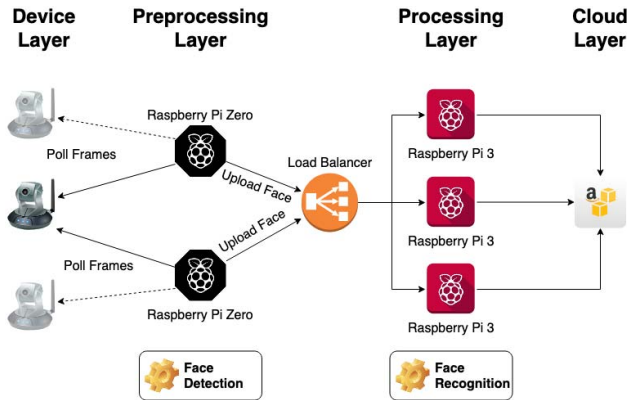 Device
Layer
Preprocessing
Layer
Processing
Layer
Cloud
Layer
Raspberry Pi Zero
Poll Frames
Upload Face
Load Balancer
Raspberry Pi 3
a
Upload Face
Raspberry Pi 3
Poll Frames
Raspberry Pi Zero
Raspberry Pi 3
Face
Detection
Face
Recognition